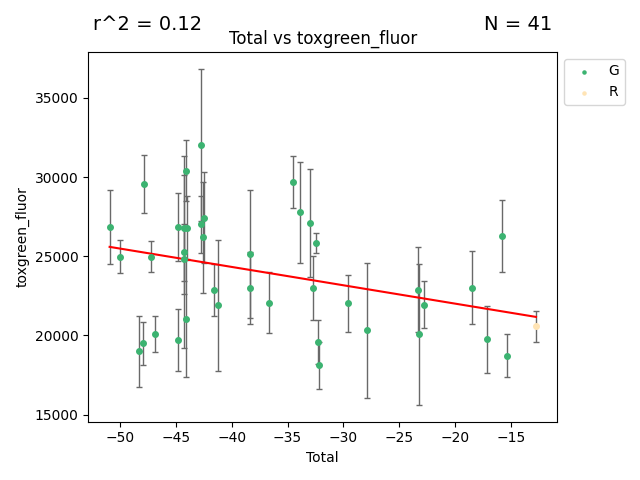 r^2 = 0.12
N = 41
Total vs toxgreen_fluor
G
R
35000
30000
25000
20000
15000
toxgreen_fluor
−50
−45
−40
−35
−30
−25
−20
−15
Total